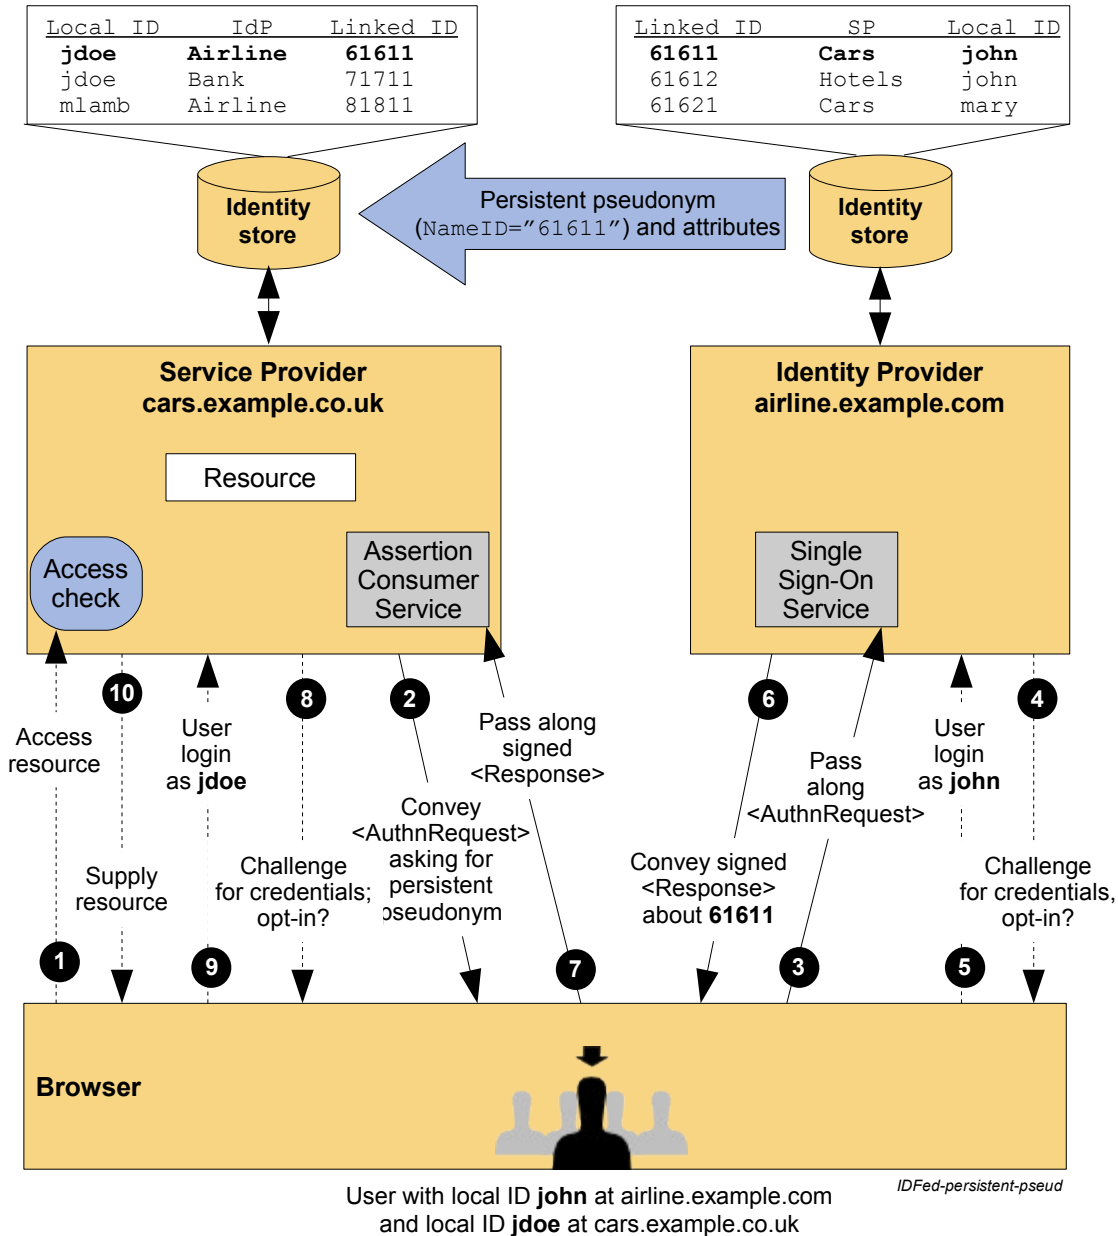 Local ID IdP Linked ID
jdoe Airline 61611
jdoe Bank 71711
mlamb Airline 81811
Linked ID SP Local ID
61611 Cars john
61612 Hotels john
61621 Cars mary
Identity
store
Persistent pseudonym
(NameID="61611") and attributes
Identity
store
Service Provider
cars.example.co.uk
Resource
Access
check
Assertion
Consumer
Service
Identity Provider
airline.example.com
Single
Sign-On
Service
10
8
2
6
4
Access
resource
User
login
as jdoe
Pass along
signed
<Response>
Pass
along
<AuthnRequest>
User
login
as john
Supply
resource
Challenge
for credentials;
opt-in?
Convey
<AuthnRequest>
asking for
persistent
pseudonym
Convey signed
<Response>
about 61611
Challenge
for credentials,
opt-in?
1
9
7
3
5
Browser
IDFed-persistent-pseud
User with local ID john at airline.example.com
and local ID jdoe at cars.example.co.uk